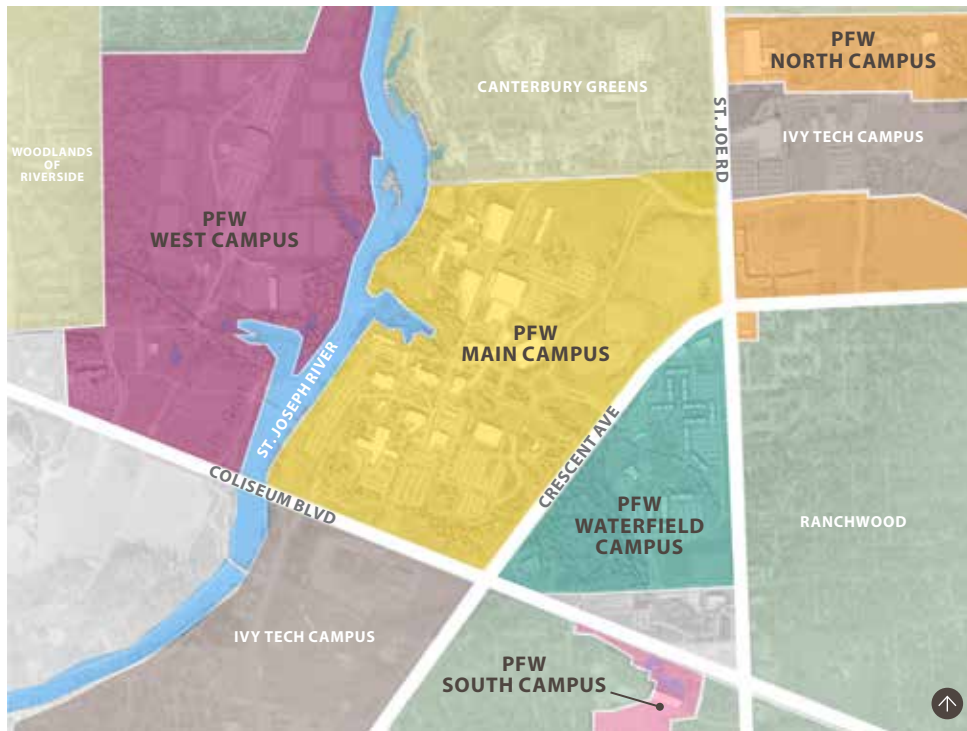 PFW
NORTH CAMPUS
CANTERBURY GREENS
ST. JOE RD
IVY TECH CAMPUS
WOODLANDS
OF
RIVERSIDE
PFW
WEST CAMPUS
PFW
MAIN CAMPUS
ST. JOSEPH RIVER
CRESCENT AVE
COLISEUM BLVD
PFW
WATERFIELD
CAMPUS
RANCHWOOD
IVY TECH CAMPUS
PFW
SOUTH CAMPUS